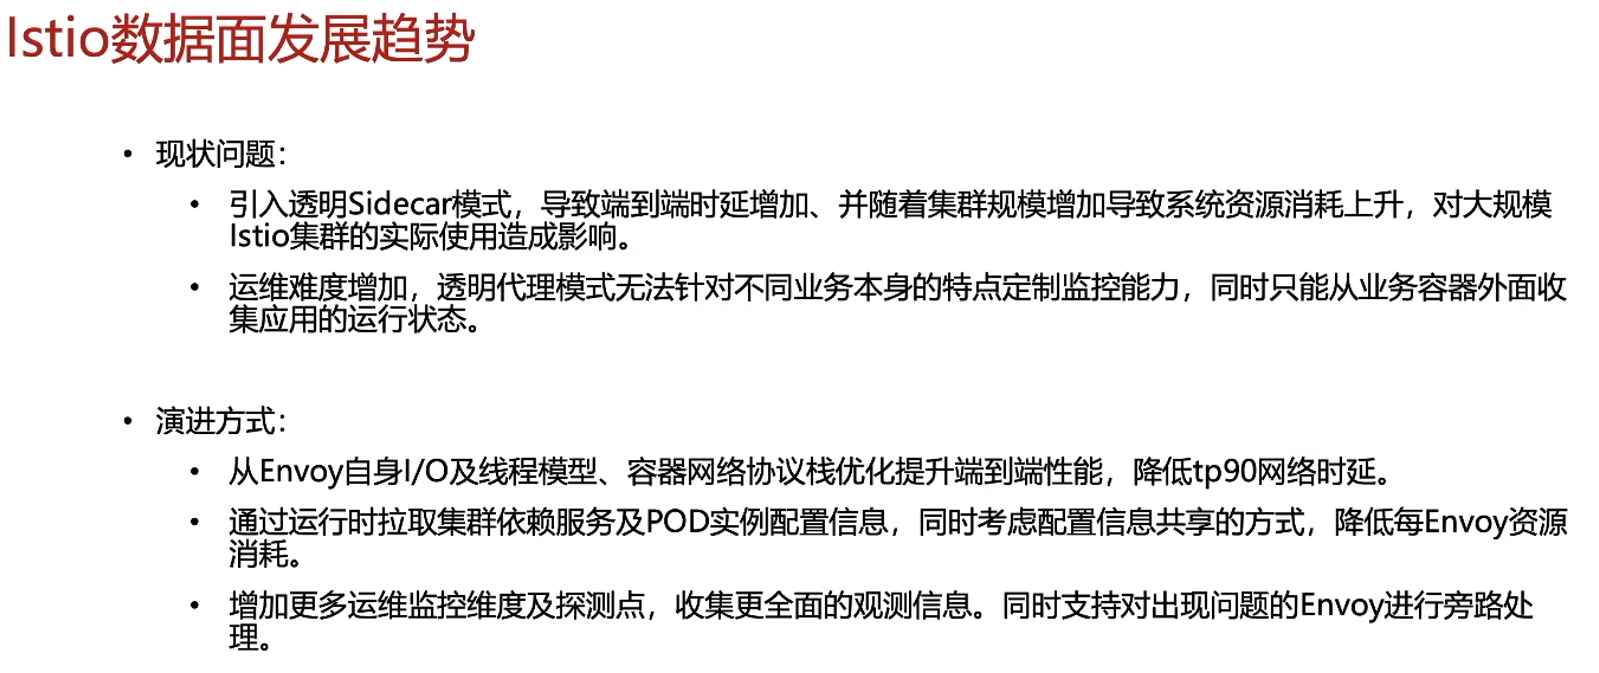 Istio数据面发展趋势
• 现状问题：
• 引入透明Sidecar模式，导致端到端时延增加、并随着集群规模增加导致系统资源消耗上升，对大规模
Istio集群的实际使用造成影响。
• 运维难度增加，透明代理模式无法针对不同业务本身的特点定制监控能力，同时只能从业务容器外面收
集应用的运行状态。
• 演进方式：
• 从Envoy自身I/O及线程模型、容器网络协议栈优化提升端到端性能，降低tp90网络时延。
• 通过运行时拉取集群依赖服务及POD实例配置信息，同时考虑配置信息共享的方式，降低每Envoy资源
消耗。
• 增加更多运维监控维度及探测点，收集更全面的观测信息。同时支持对出现问题的Envoy进行旁路处
理。